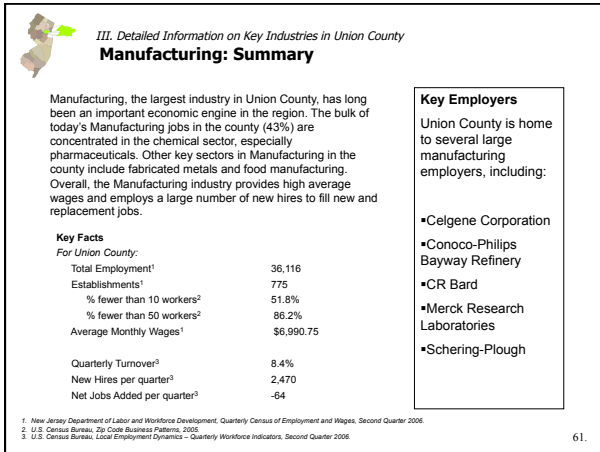 III. Detailed Information on Key Industries in Union County
Manufacturing: Summary
Manufacturing, the largest industry in Union County, has long
been an important economic engine in the region. The bulk of
today's Manufacturing jobs in the county (43%) are
concentrated in the chemical sector, especially
pharmaceuticals. Other key sectors in Manufacturing in the
county include fabricated metals and food manufacturing.
Overall, the Manufacturing industry provides high average
wages and employs a large number of new hires to fill new and
replacement jobs.
Key Facts
For Union County:
Total Employment¹ 36,116
Establishments¹ 775
% fewer than 10 workers² 51.8%
% fewer than 50 workers² 86.2%
Average Monthly Wages¹ $6,990.75
Quarterly Turnover³ 8.4%
New Hires per quarter³ 2,470
Net Jobs Added per quarter³ -64
Key Employers
Union County is home
to several large
manufacturing
employers, including:
▪Celgene Corporation
▪Conoco-Philips
Bayway Refinery
▪CR Bard
▪Merck Research
Laboratories
▪Schering-Plough
1. New Jersey Department of Labor and Workforce Development, Quarterly Census of Employment and Wages, Second Quarter 2006.
2. U.S. Census Bureau, Zip Code Business Patterns, 2005.
3. U.S. Census Bureau, Local Employment Dynamics – Quarterly Workforce Indicators, Second Quarter 2006.
61.